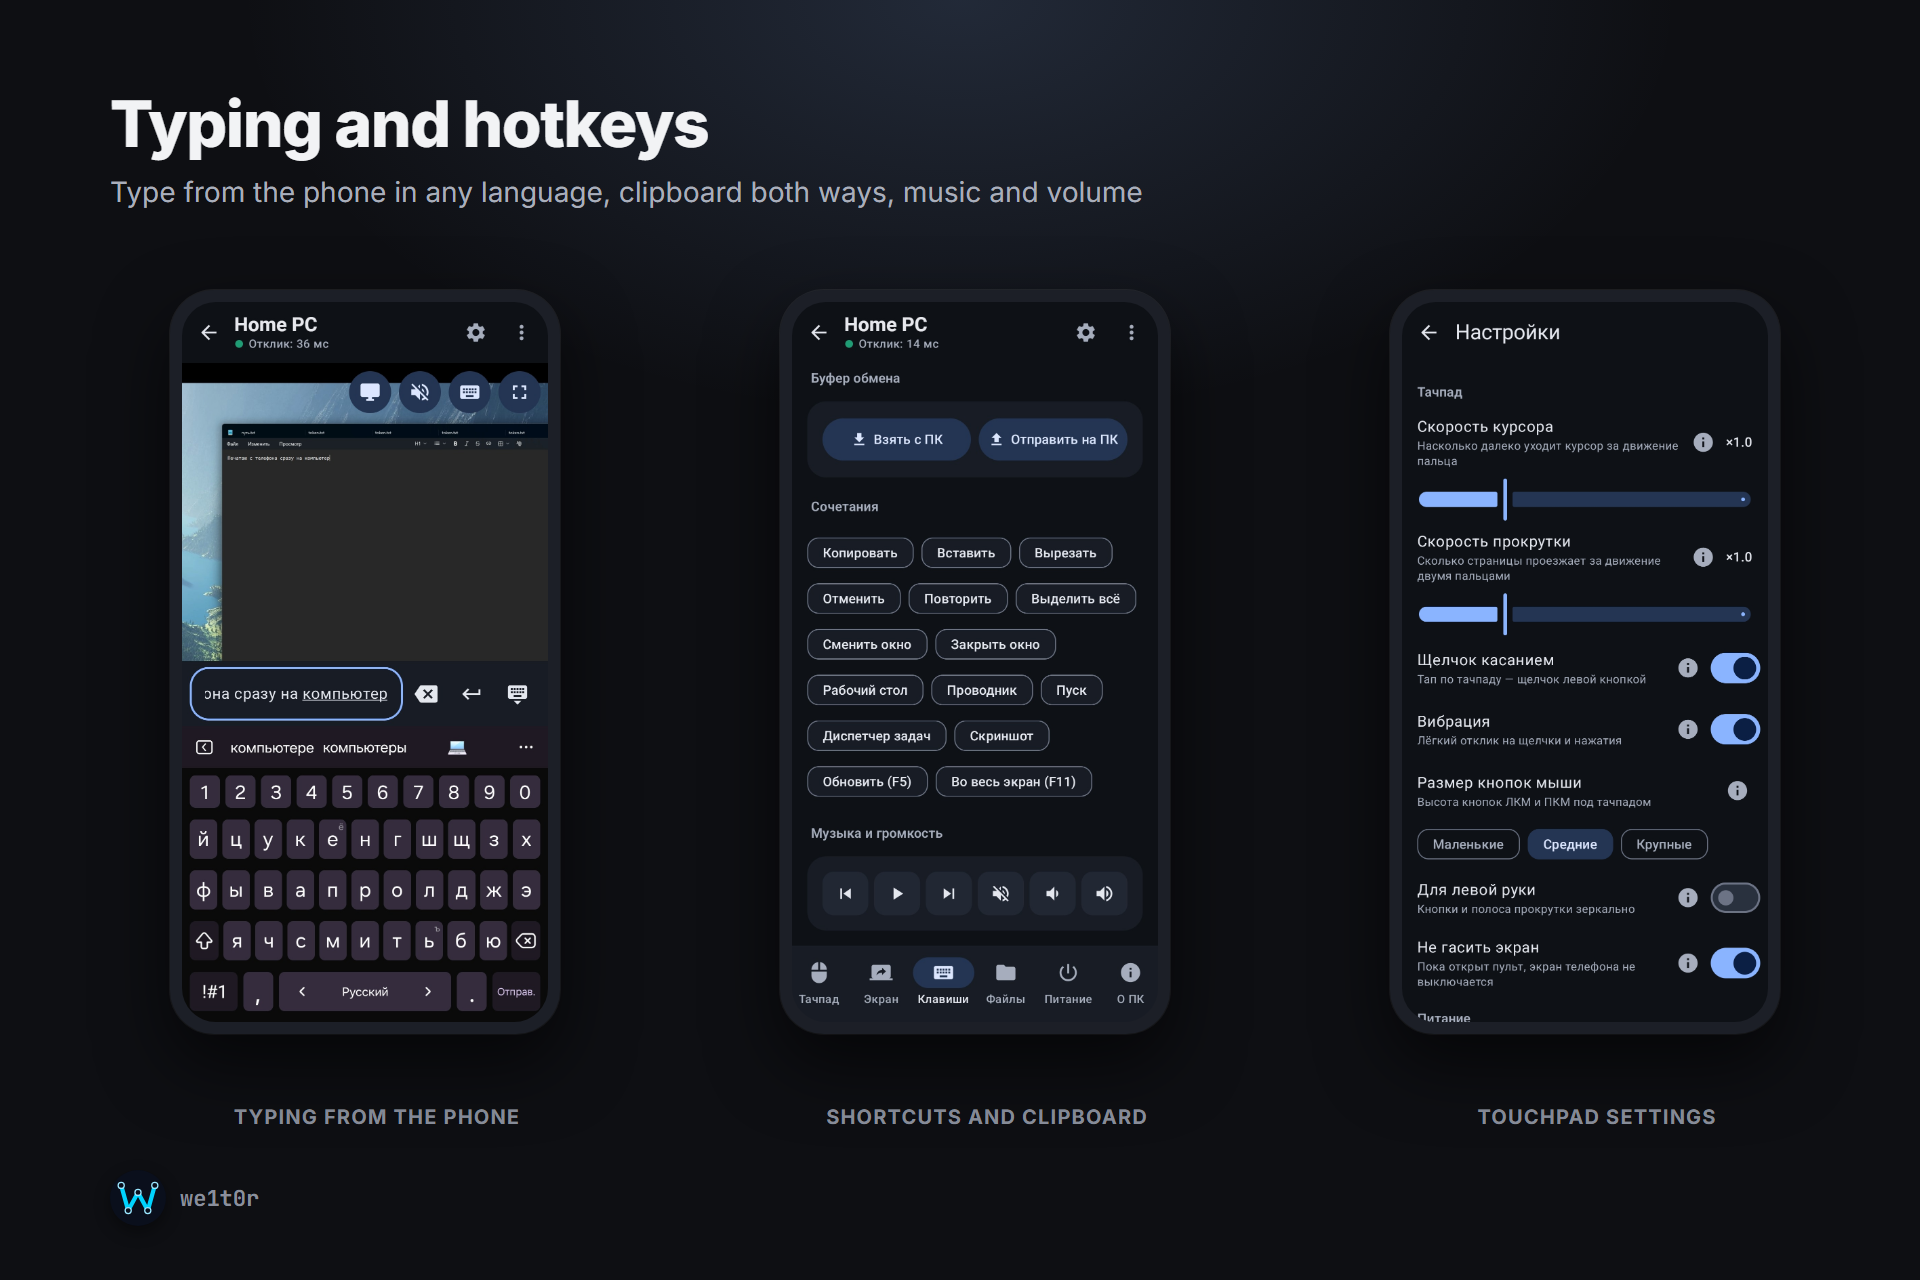 Typing and hotkeys
Type from the phone in any language, clipboard both ways, music and volume
Home PC
Отклик: 36 мс
Файл Изменить Просмотр
Печатаю с телефона сразу на компьютер
она сразу на компьютер
компьютере компьютеры
1 2 3 4 5 6 7 8 9 0
й ц у к е ё н г ш щ з х
ф ы в а п р о л д ж э
я ч с м и т ь ъ б ю
!#1 , Русский . Отправ.
TYPING FROM THE PHONE
Home PC
Отклик: 14 мс
Буфер обмена
Взять с ПК Отправить на ПК
Сочетания
Копировать Вставить Вырезать
Отменить Повторить Выделить всё
Сменить окно Закрыть окно
Рабочий стол Проводник Пуск
Диспетчер задач Скриншот
Обновить (F5) Во весь экран (F11)
Музыка и громкость
Тачпад Экран Клавиши Файлы Питание О ПК
SHORTCUTS AND CLIPBOARD
Настройки
Тачпад
Скорость курсора
Насколько далеко уходит курсор за движение
пальца
×1.0
Скорость прокрутки
Сколько страницы проезжает за движение
двумя пальцами
×1.0
Щелчок касанием
Тап по тачпаду — щелчок левой кнопкой
Вибрация
Лёгкий отклик на щелчки и нажатия
Размер кнопок мыши
Высота кнопок ЛКМ и ПКМ под тачпадом
Маленькие Средние Крупные
Для левой руки
Кнопки и полоса прокрутки зеркально
Не гасить экран
Пока открыт пульт, экран телефона не
выключается
Питание
TOUCHPAD SETTINGS
we1t0r